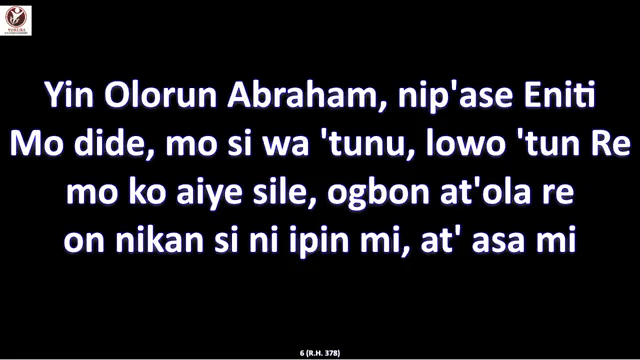 Yin Olorun Abraham, nip'ase Eniti
Mo dide, mo si wa 'tunu, lowo 'tun Re
mo ko aiye sile, ogbon at'ola re
on nikan si ni ipin mi, at' asa mi
6 (R.H. 378)